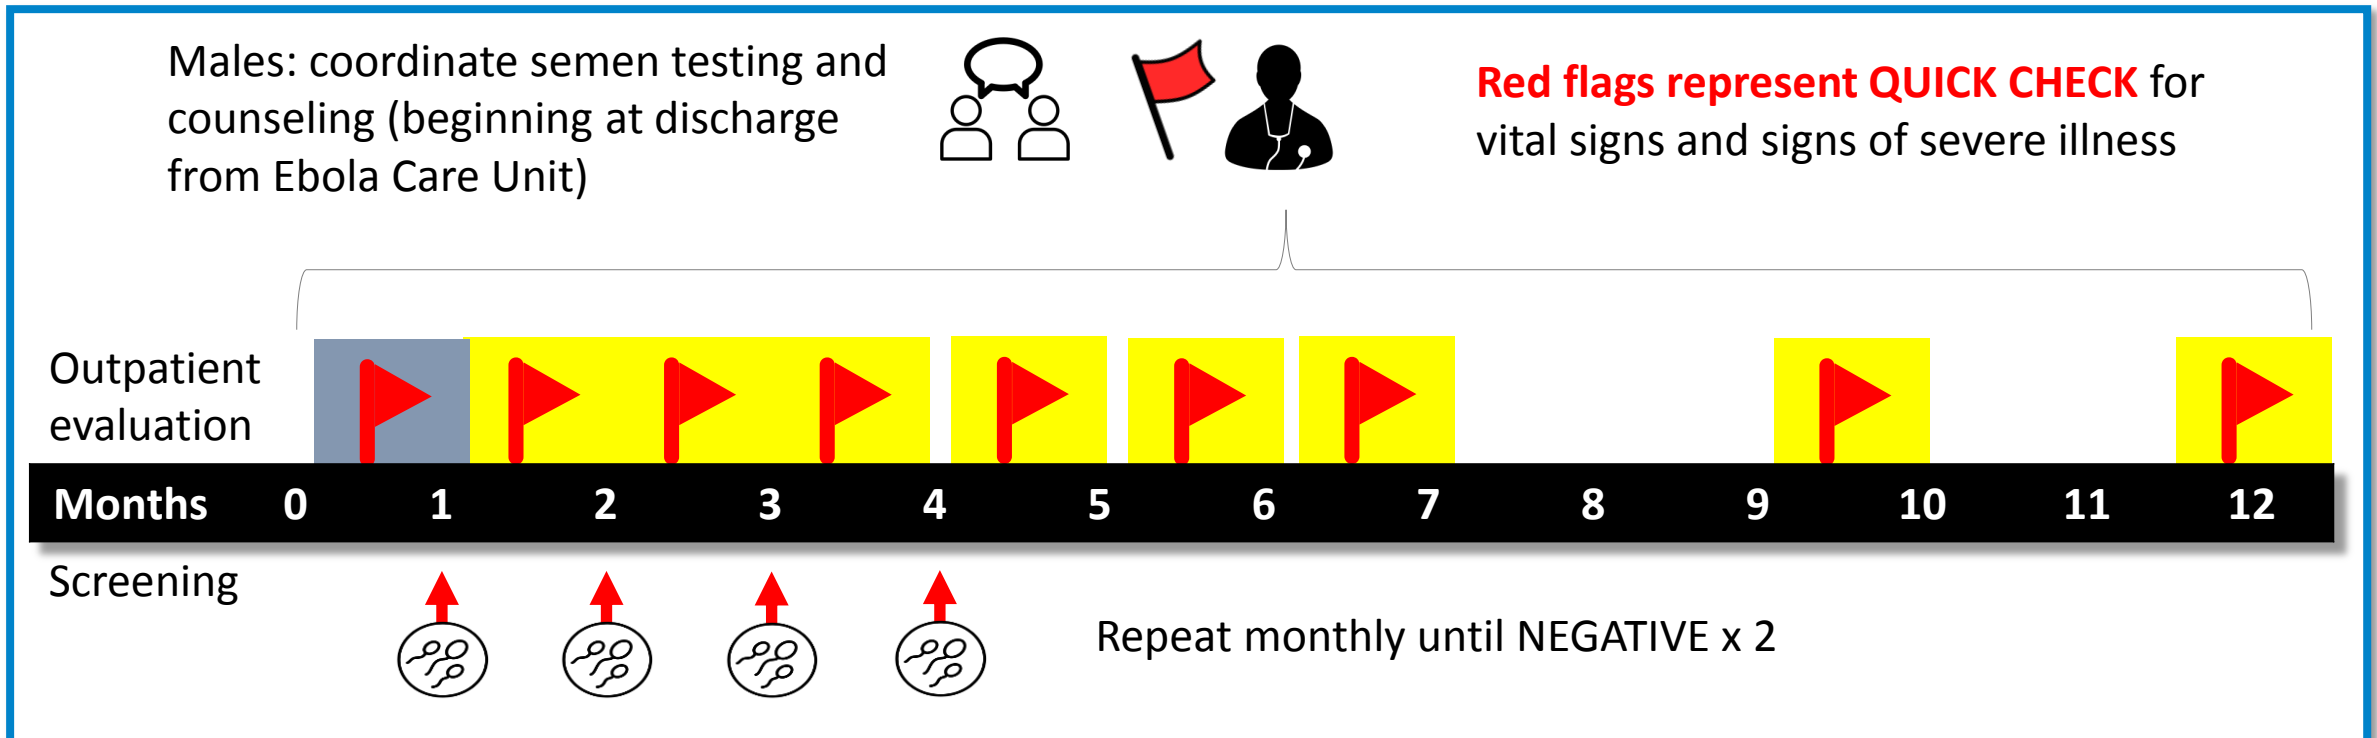 Males: coordinate semen testing and
counseling (beginning at discharge
from Ebola Care Unit)
Red flags represent QUICK CHECK for
vital signs and signs of severe illness
Outpatient
evaluation
Months 0 1 2 3 4 5 6 7 8 9 10 11 12
Screening
Repeat monthly until NEGATIVE x 2